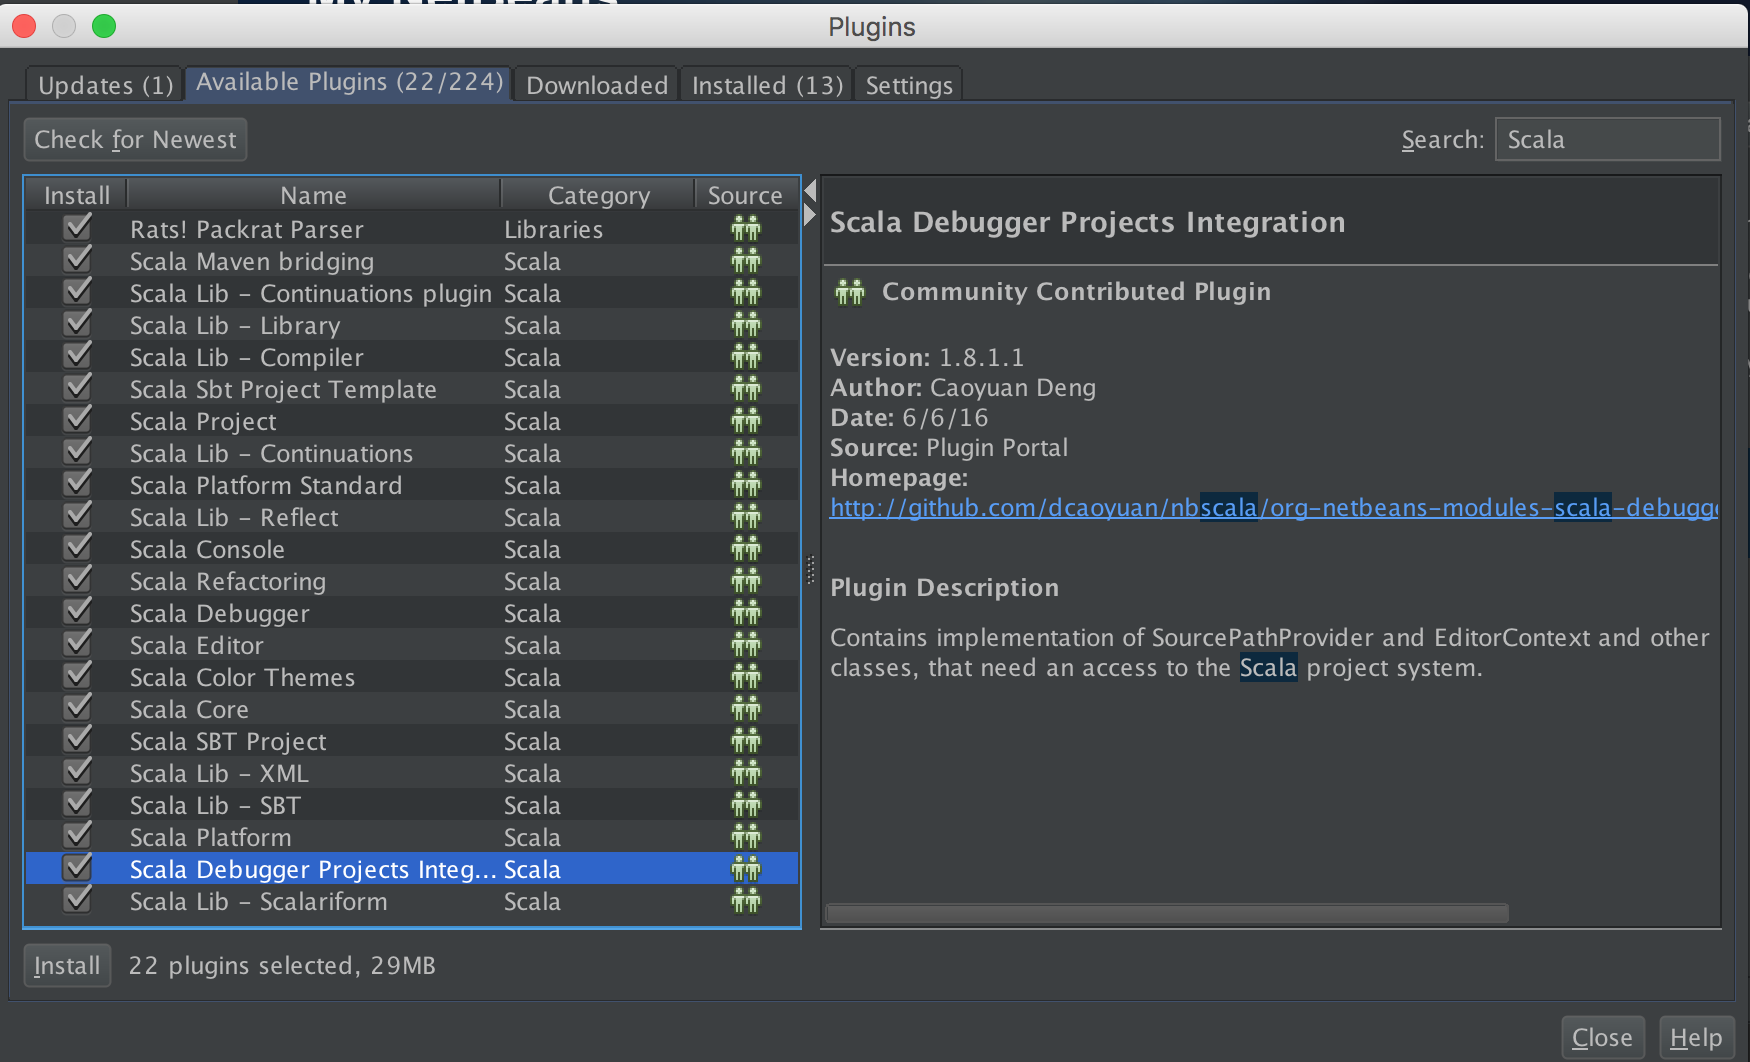 My NetBeans
Plugins
Updates (1) Available Plugins (22/224) Downloaded Installed (13) Settings
Check for Newest Search: Scala
Install Name Category Source
Rats! Packrat Parser Libraries
Scala Maven bridging Scala
Scala Lib – Continuations plugin Scala
Scala Lib – Library Scala
Scala Lib – Compiler Scala
Scala Sbt Project Template Scala
Scala Project Scala
Scala Lib – Continuations Scala
Scala Platform Standard Scala
Scala Lib – Reflect Scala
Scala Console Scala
Scala Refactoring Scala
Scala Debugger Scala
Scala Editor Scala
Scala Color Themes Scala
Scala Core Scala
Scala SBT Project Scala
Scala Lib – XML Scala
Scala Lib – SBT Scala
Scala Platform Scala
Scala Debugger Projects Integ... Scala
Scala Lib – Scalariform Scala
Scala Debugger Projects Integration
Community Contributed Plugin
Version: 1.8.1.1
Author: Caoyuan Deng
Date: 6/6/16
Source: Plugin Portal
Homepage:
http://github.com/dcaoyuan/nbscala/org-netbeans-modules-scala-debugge
Plugin Description
Contains implementation of SourcePathProvider and EditorContext and other
classes, that need an access to the Scala project system.
Install 22 plugins selected, 29MB
Close Help